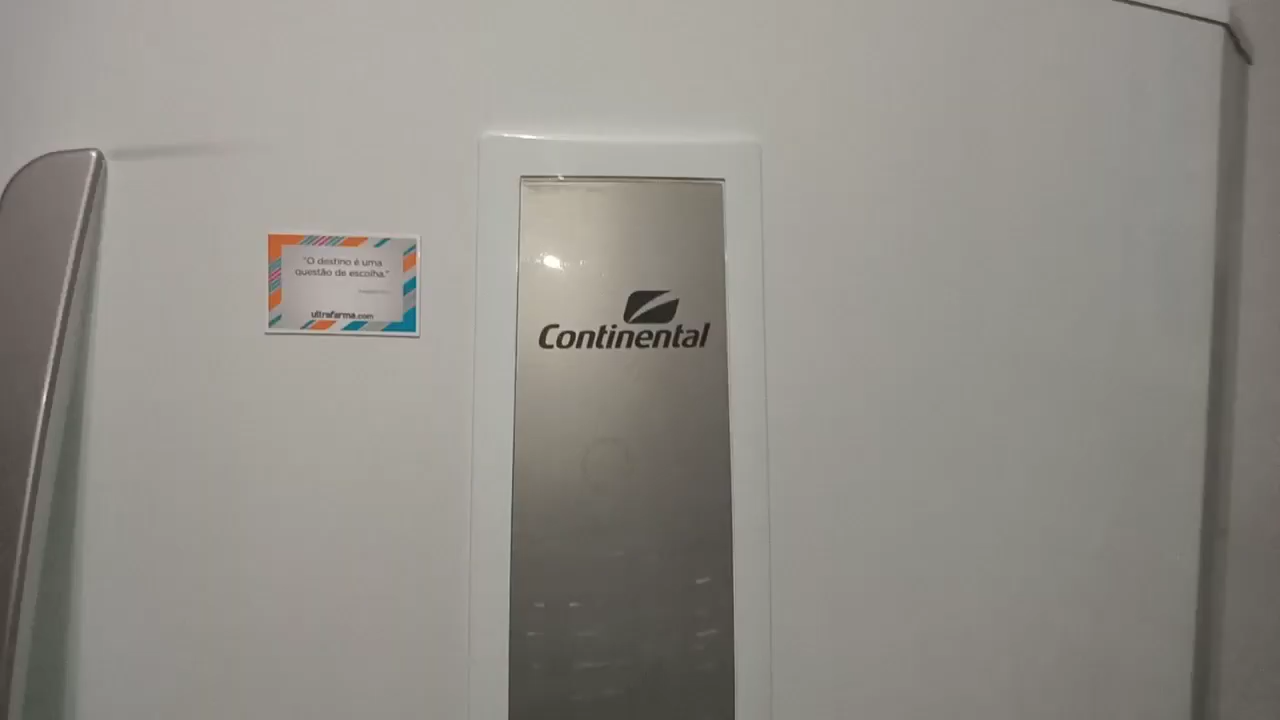 "O destino é uma
questão de escolha."
ultrafarma.com
Continental